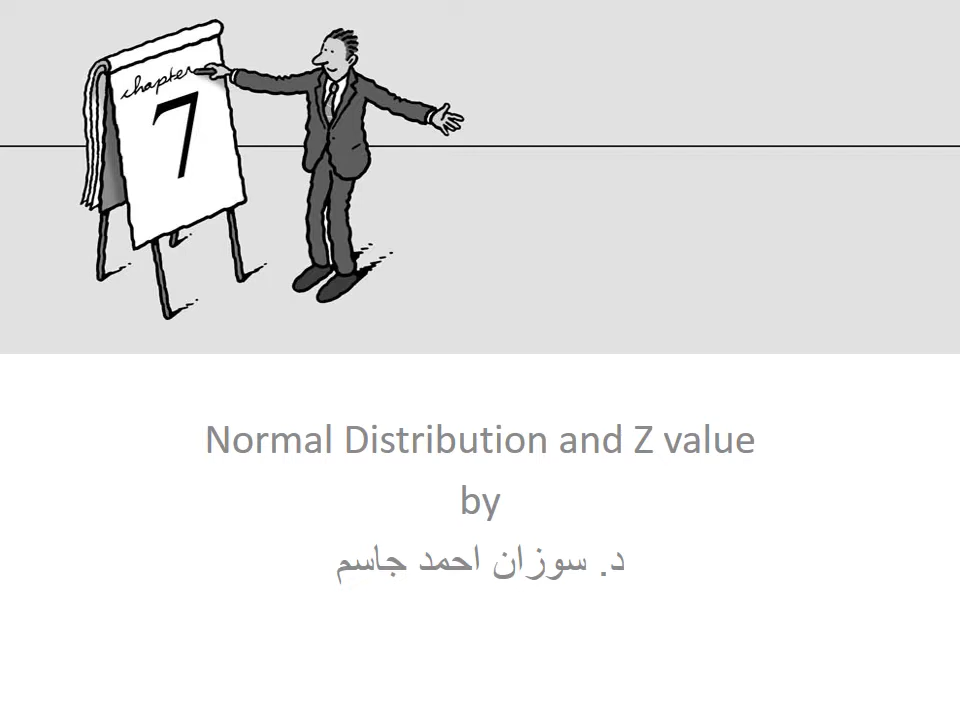 chapter
7
Normal Distribution and Z value
by
د. سوزان احمد جاسم